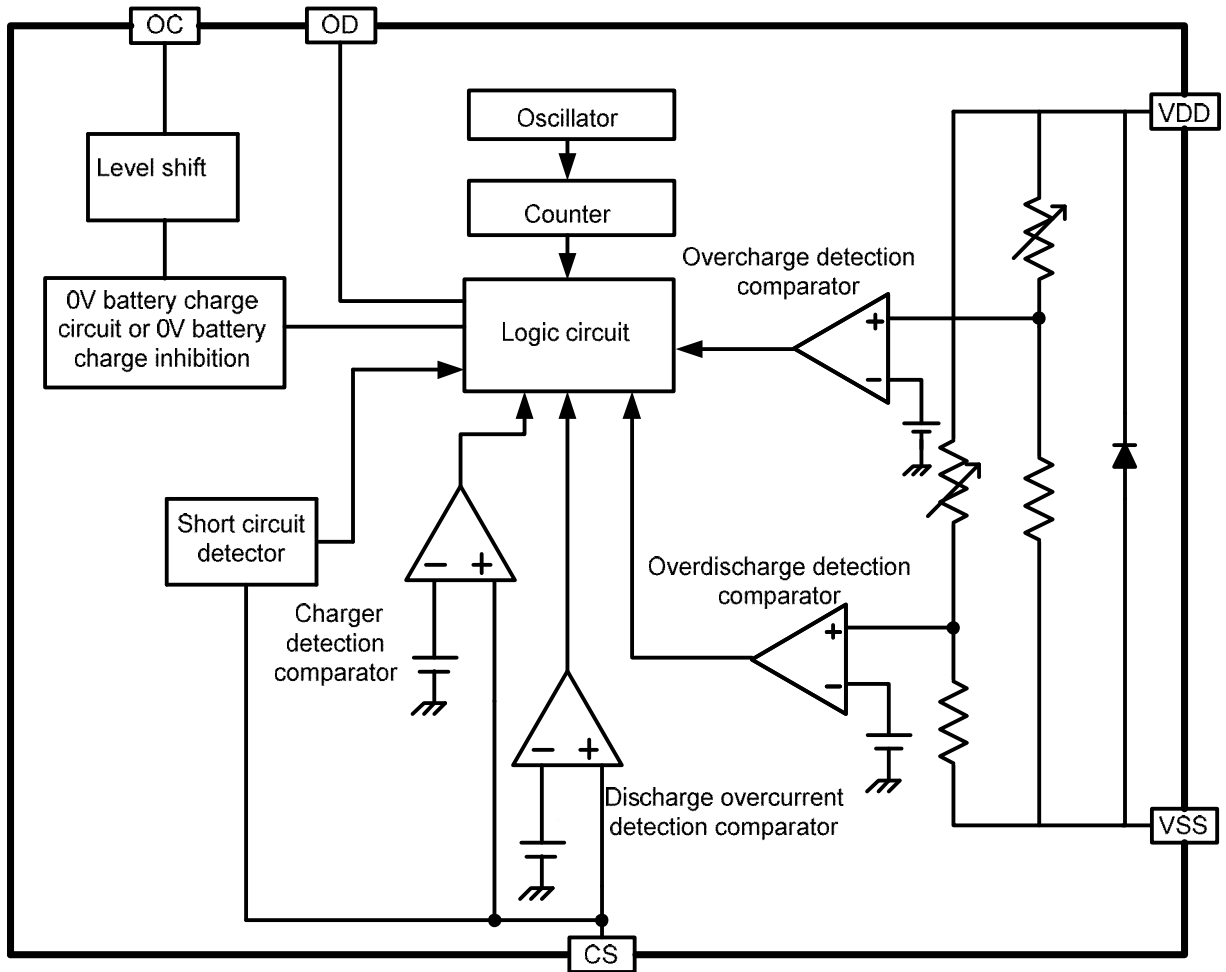 OC
OD
VDD
Oscillator
Level shift
Counter
Overcharge detection
comparator
0V battery charge
circuit or 0V battery
charge inhibition
Logic circuit
+
−
Short circuit
detector
− +
Overdischarge detection
comparator
Charger
detection
comparator
+
−
− +
Discharge overcurrent
detection comparator
VSS
CS